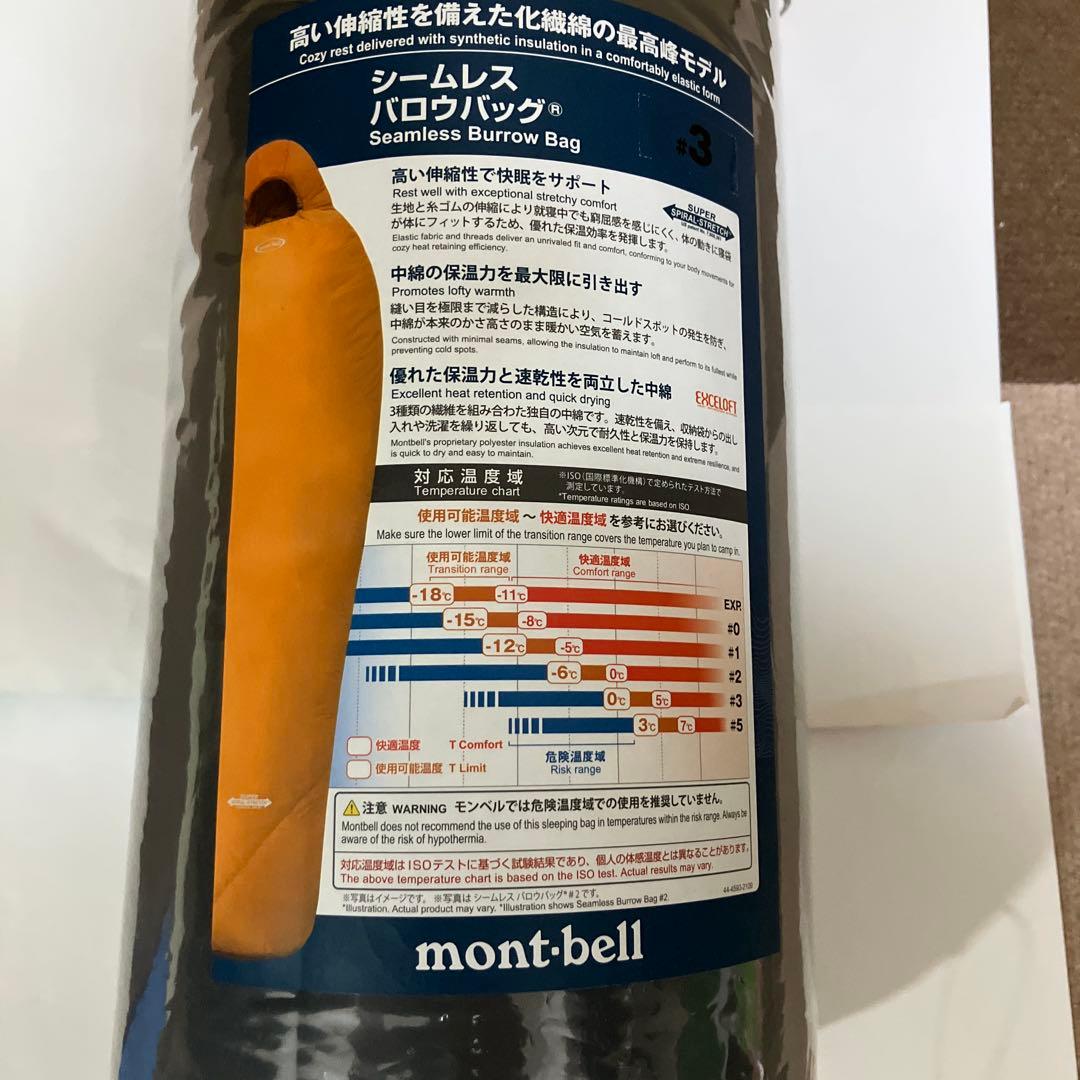 高い伸縮性を備えた化繊綿の最高峰モデル
Cozy rest delivered with synthetic insulation in a comfortably elastic form
シームレス
バロウバッグ®
Seamless Burrow Bag
#3
高い伸縮性で快眠をサポート
Rest well with exceptional stretchy comfort
SUPER
SPIRAL-STRETCH
生地と糸ゴムの伸縮により就寝中でも窮屈感を感じにくく、体の動きに寝袋
が体にフィットするため、優れた保温効率を発揮します。
Elastic fabric and threads deliver an unrivaled fit and comfort, conforming to your body movements for
cozy heat retaining efficiency.
中綿の保温力を最大限に引き出す
Promotes lofty warmth
縫い目を極限まで減らした構造により、コールドスポットの発生を防ぎ、
中綿が本来のかさ高さのまま暖かい空気を蓄えます。
Constructed with minimal seams, allowing the insulation to maintain loft and perform to its fullest while
preventing cold spots.
優れた保温力と速乾性を両立した中綿
Excellent heat retention and quick drying
EXCELOFT
3種類の繊維を組み合わた独自の中綿です。速乾性を備え、収納袋からの出し
入れや洗濯を繰り返しても、高い次元で耐久性と保温力を保持します。
Montbell's proprietary polyester insulation achieves excellent heat retention and extreme resilience, and
is quick to dry and easy to maintain.
対応温度域
Temperature chart
※ISO(国際標準化機構)で定められたテスト方法で
測定しています。
*Temperature ratings are based on ISO
使用可能温度域～快適温度域を参考にお選びください。
Make sure the lower limit of the transition range covers the temperature you plan to camp in.
使用可能温度域 快適温度域
Transition range Comfort range
-18℃ -11℃ EXP.
-15℃ -8℃ #0
-12℃ -5℃ #1
-6℃ 0℃ #2
0℃ 5℃ #3
3℃ 7℃ #5
快適温度 T Comfort
使用可能温度 T Limit
危険温度域
Risk range
注意 WARNING モンベルでは危険温度域での使用を推奨していません。
Montbell does not recommend the use of this sleeping bag in temperatures within the risk range. Always be
aware of the risk of hypothermia.
対応温度域はISOテストに基づく試験結果であり、個人の体感温度とは異なることがあります。
The above temperature chart is based on the ISO test. Actual results may vary.
44-4593-2109
※写真はイメージです。 ※写真は シームレス バロウバッグ®#2です。
*Illustration. Actual product may vary. *Illustration shows Seamless Burrow Bag #2.
mont-bell